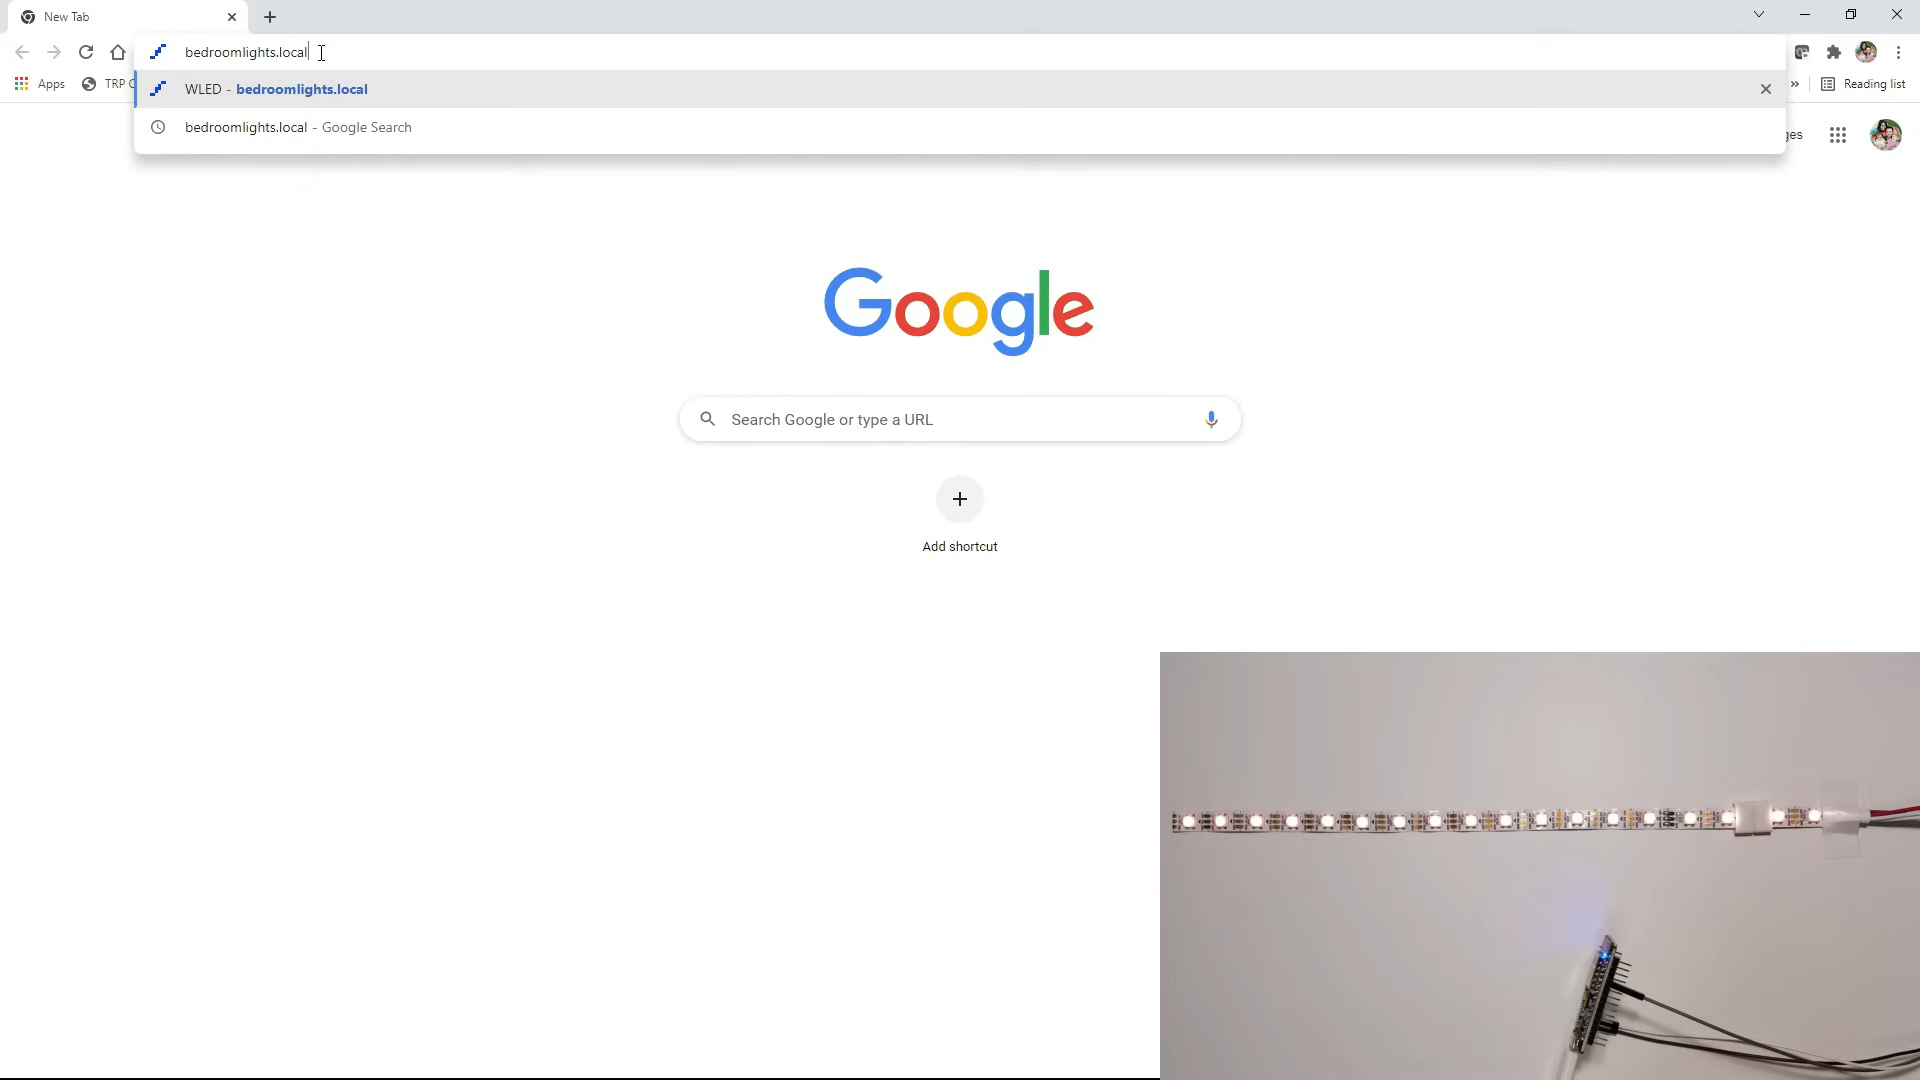 New Tab
bedroomlights.local
WLED - bedroomlights.local
bedroomlights.local - Google Search
Apps
TRP
Reading list
Google
Search Google or type a URL
Add shortcut